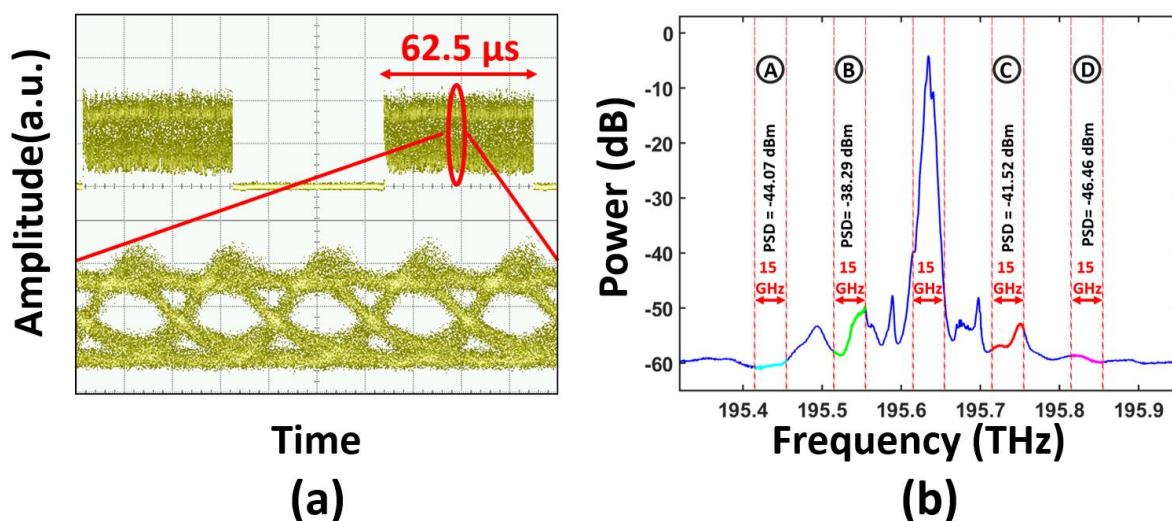 Amplitude(a.u.)
62.5 μs
Time
(a)
Power (dB)
0
-10
-20
-30
-40
-50
-60
A
B
C
D
PSD = -44.07 dBm
PSD= -38.29 dBm
PSD = -41.52 dBm
PSD= -46.46 dBm
15
GHz
15
GHz
15
GHz
15
GHz
15
GHz
195.4
195.5
195.6
195.7
195.8
195.9
Frequency (THz)
(b)